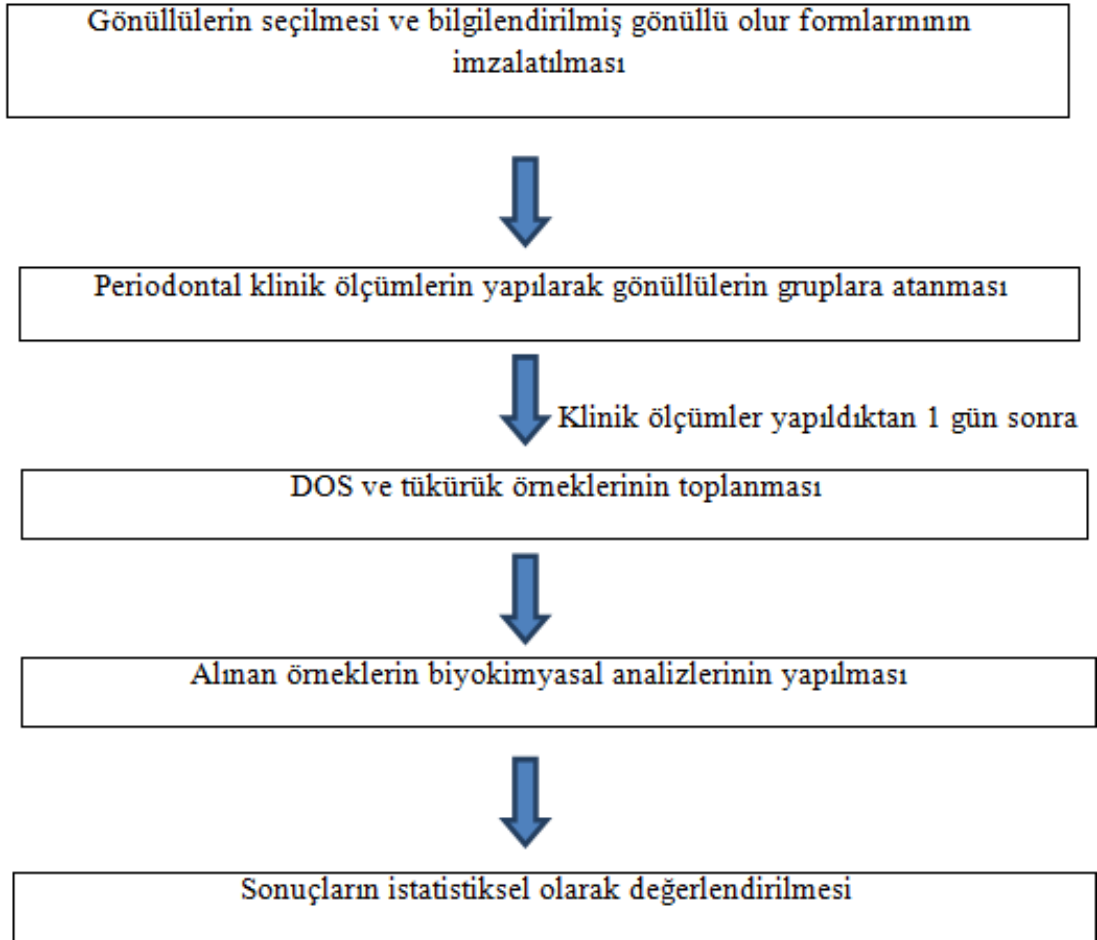 Gönüllülerin seçilmesi ve bilgilendirilmiş gönüllü olur formlarınının
imzalatılması
Periodontal klinik ölçümlerin yapılarak gönüllülerin gruplara atanması
Klinik ölçümler yapıldıktan 1 gün sonra
DOS ve tükürük örneklerinin toplanması
Alınan örneklerin biyokimyasal analizlerinin yapılması
Sonuçların istatistiksel olarak değerlendirilmesi